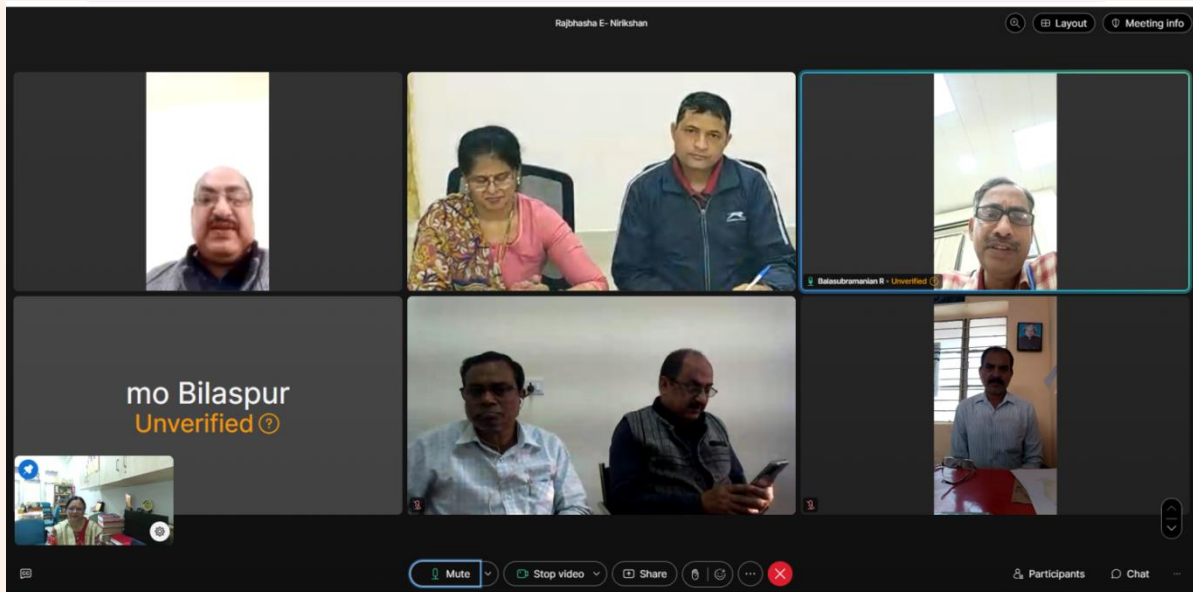 Rajbhasha E- Nirikshan
Layout
Meeting info
Balasubramanian R - Unverified
mo Bilaspur
Unverified
Mute
Stop video
Share
Participants
Chat